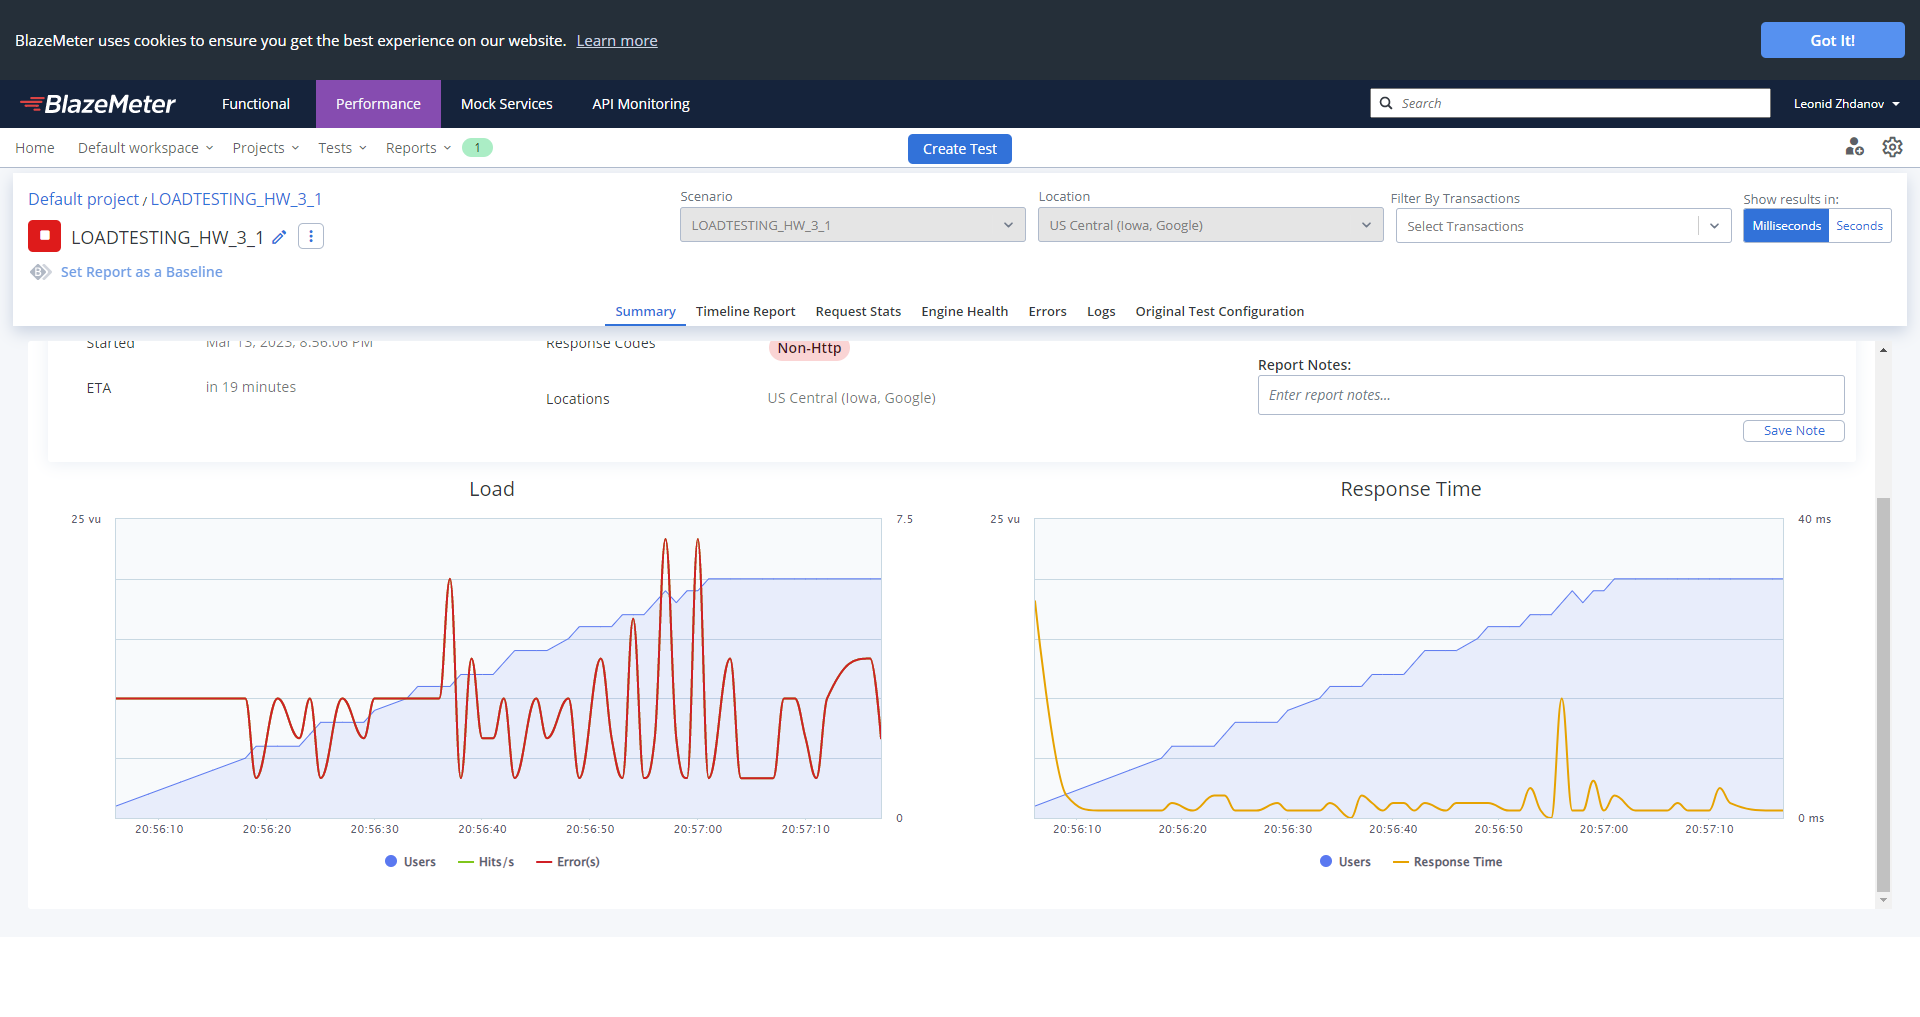 BlazeMeter uses cookies to ensure you get the best experience on our website. Learn more
Got It!
BlazeMeter Functional Performance Mock Services API Monitoring Search Leonid Zhdanov
Home Default workspace Projects Tests Reports 1 Create Test
Default project / LOADTESTING_HW_3_1
LOADTESTING_HW_3_1
Set Report as a Baseline
Scenario
LOADTESTING_HW_3_1
Location
US Central (Iowa, Google)
Filter By Transactions
Select Transactions
Show results in:
Milliseconds Seconds
Summary Timeline Report Request Stats Engine Health Errors Logs Original Test Configuration
Started Mar 13, 2023, 8:56:06 PM
ETA in 19 minutes
Response Codes Non-Http
Locations US Central (Iowa, Google)
Report Notes:
Enter report notes...
Save Note
Load
25 vu 7.5
0
20:56:10 20:56:20 20:56:30 20:56:40 20:56:50 20:57:00 20:57:10
Users Hits/s Error(s)
Response Time
25 vu 40 ms
0 ms
20:56:10 20:56:20 20:56:30 20:56:40 20:56:50 20:57:00 20:57:10
Users Response Time